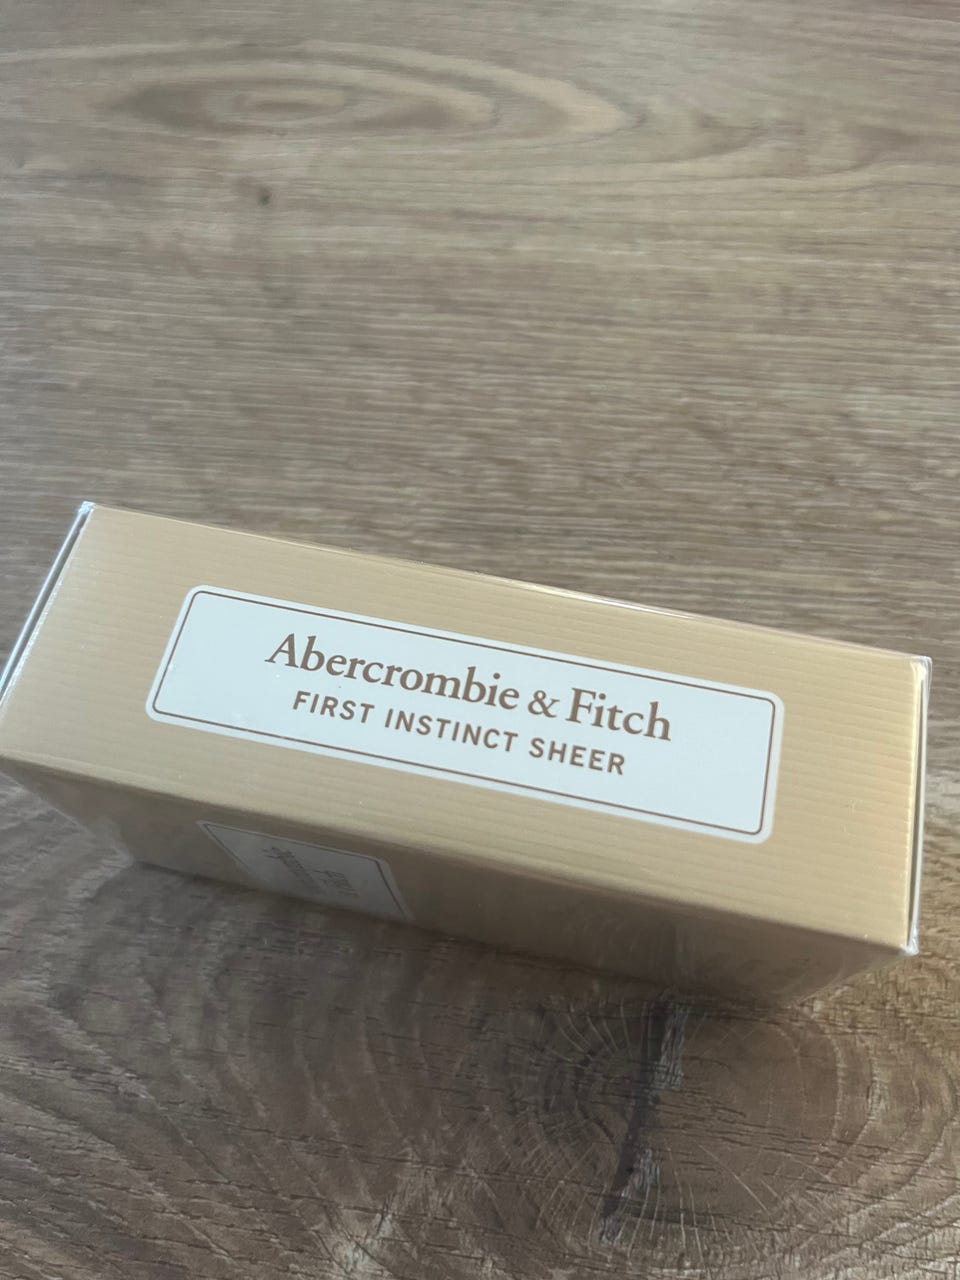 Abercrombie & Fitch
FIRST INSTINCT SHEER